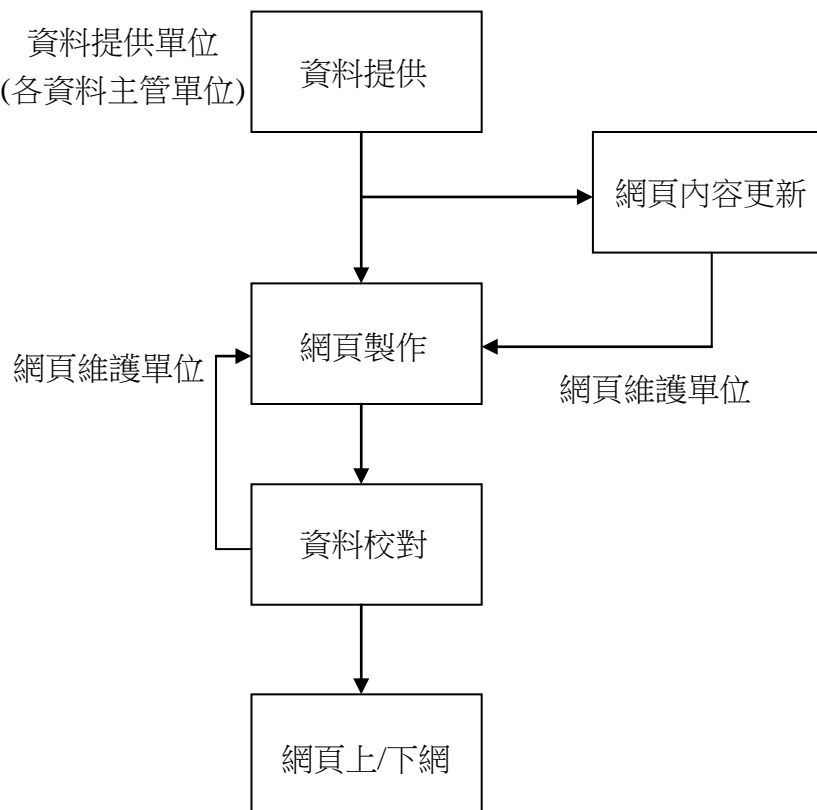 資料提供單位
(各資料主管單位)
資料提供
網頁內容更新
網頁製作
網頁維護單位
網頁維護單位
資料校對
網頁上/下網